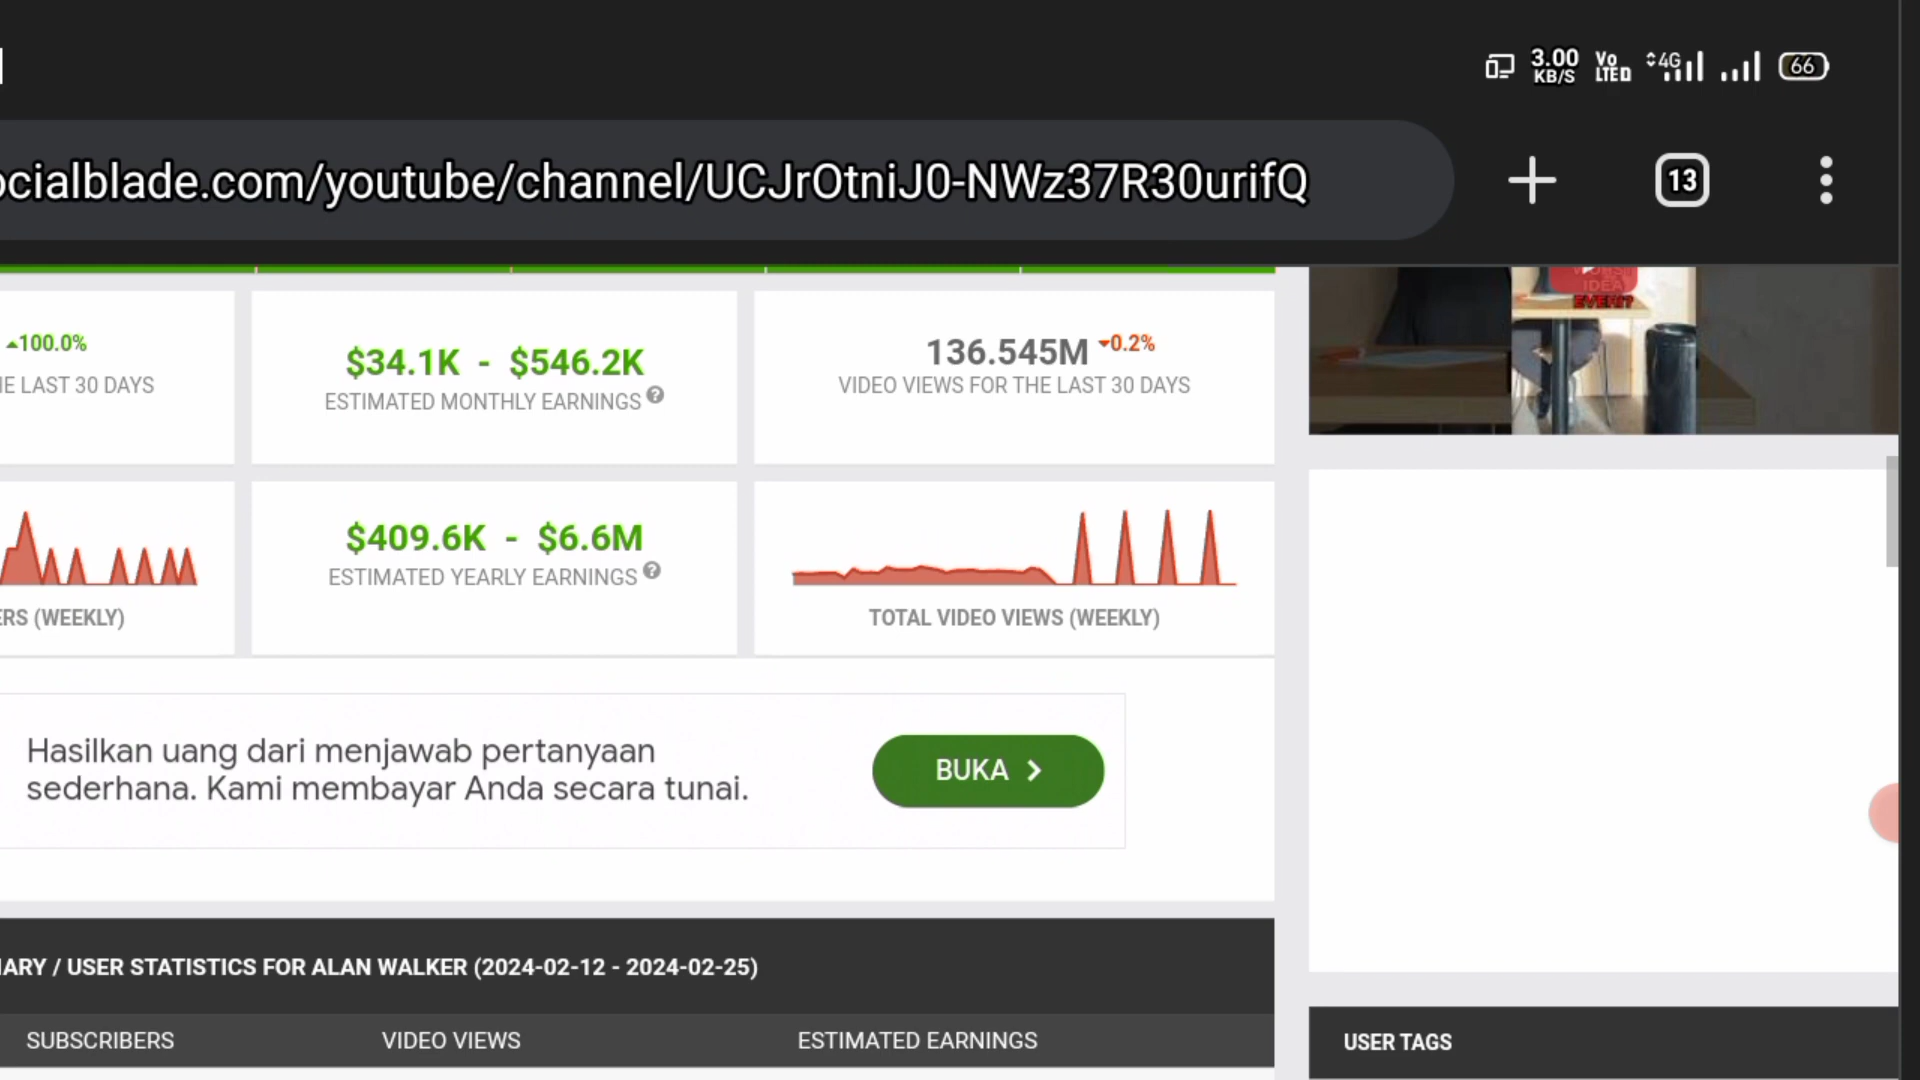 3.00
KB/S
Vo
LTE
4G
66
ocialblade.com/youtube/channel/UCJrOtniJ0-NWz37R30urifQ
13
IDEA
EVER!?
100.0%
$34.1K - $546.2K
136.545M
0.2%
E LAST 30 DAYS
ESTIMATED MONTHLY EARNINGS
VIDEO VIEWS FOR THE LAST 30 DAYS
$409.6K - $6.6M
ESTIMATED YEARLY EARNINGS
ERS (WEEKLY)
TOTAL VIDEO VIEWS (WEEKLY)
Hasilkan uang dari menjawab pertanyaan
sederhana. Kami membayar Anda secara tunai.
BUKA
IARY / USER STATISTICS FOR ALAN WALKER (2024-02-12 - 2024-02-25)
SUBSCRIBERS
VIDEO VIEWS
ESTIMATED EARNINGS
USER TAGS